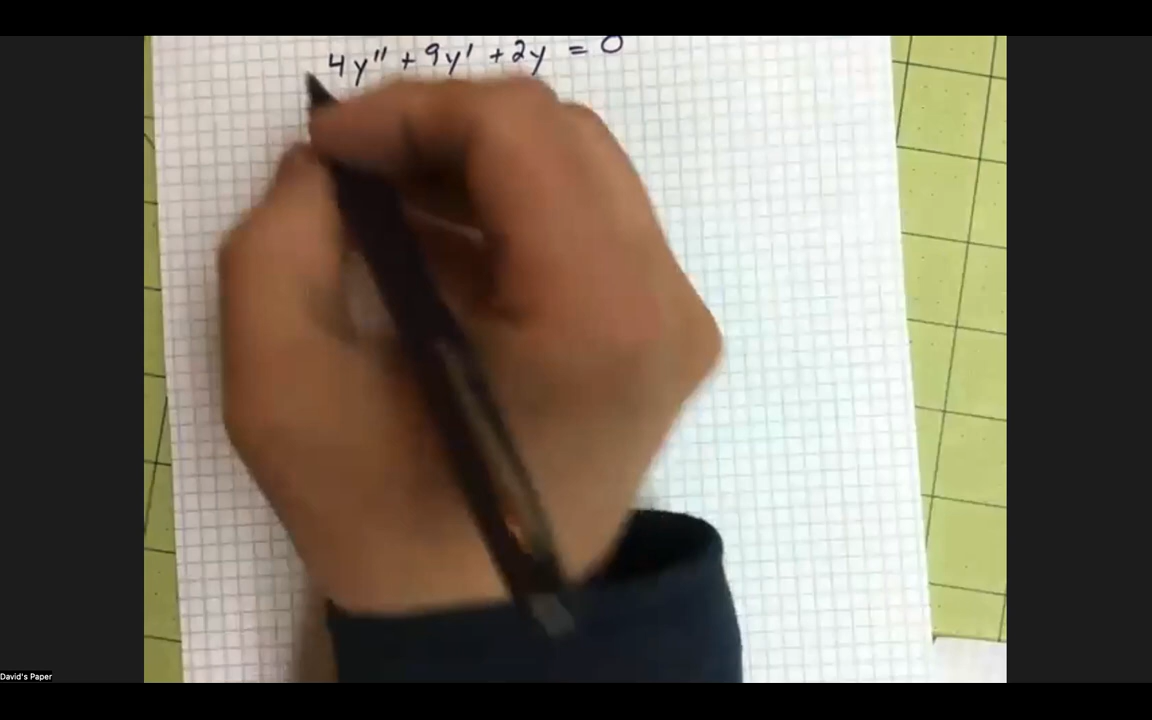 4y'' + 9y' + 2y = 0
David's Paper